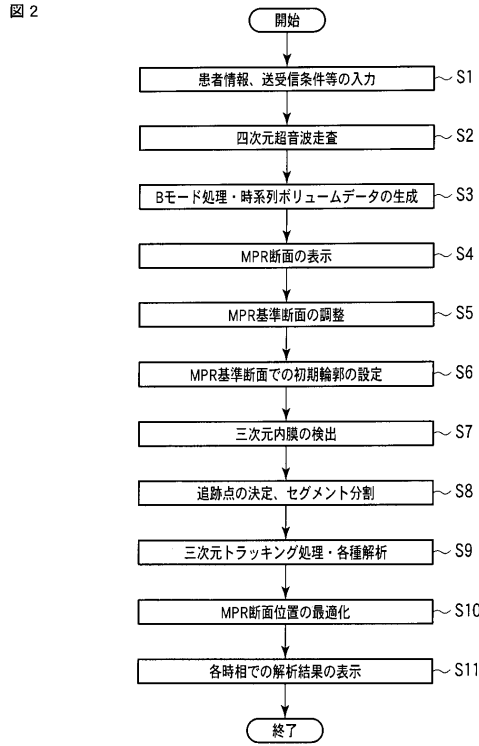 図 2
開始
患者情報、送受信条件等の入力 ～S1
四次元超音波走査 ～S2
Bモード処理・時系列ボリュームデータの生成 ～S3
MPR断面の表示 ～S4
MPR基準断面の調整 ～S5
MPR基準断面での初期輪郭の設定 ～S6
三次元内膜の検出 ～S7
追跡点の決定、セグメント分割 ～S8
三次元トラッキング処理・各種解析 ～S9
MPR断面位置の最適化 ～S10
各時相での解析結果の表示 ～S11
終了